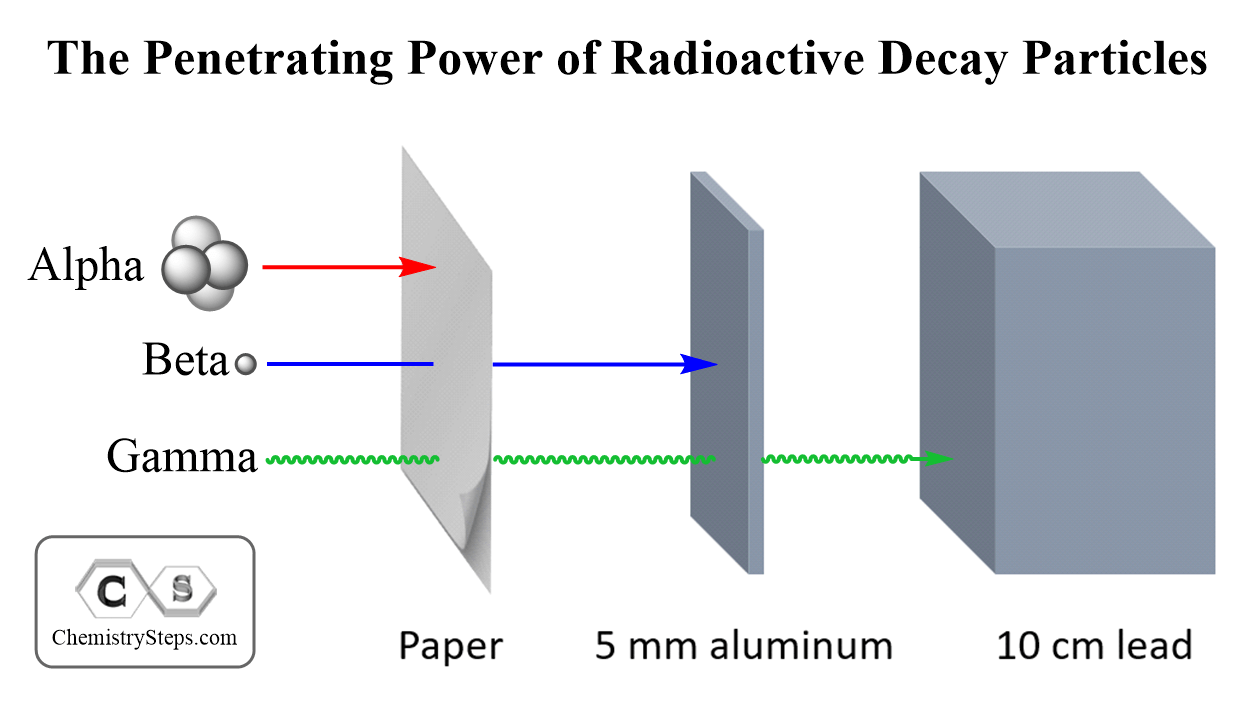 The Penetrating Power of Radioactive Decay Particles
Alpha
Beta
Gamma
C S
ChemistrySteps.com
Paper
5 mm aluminum
10 cm lead